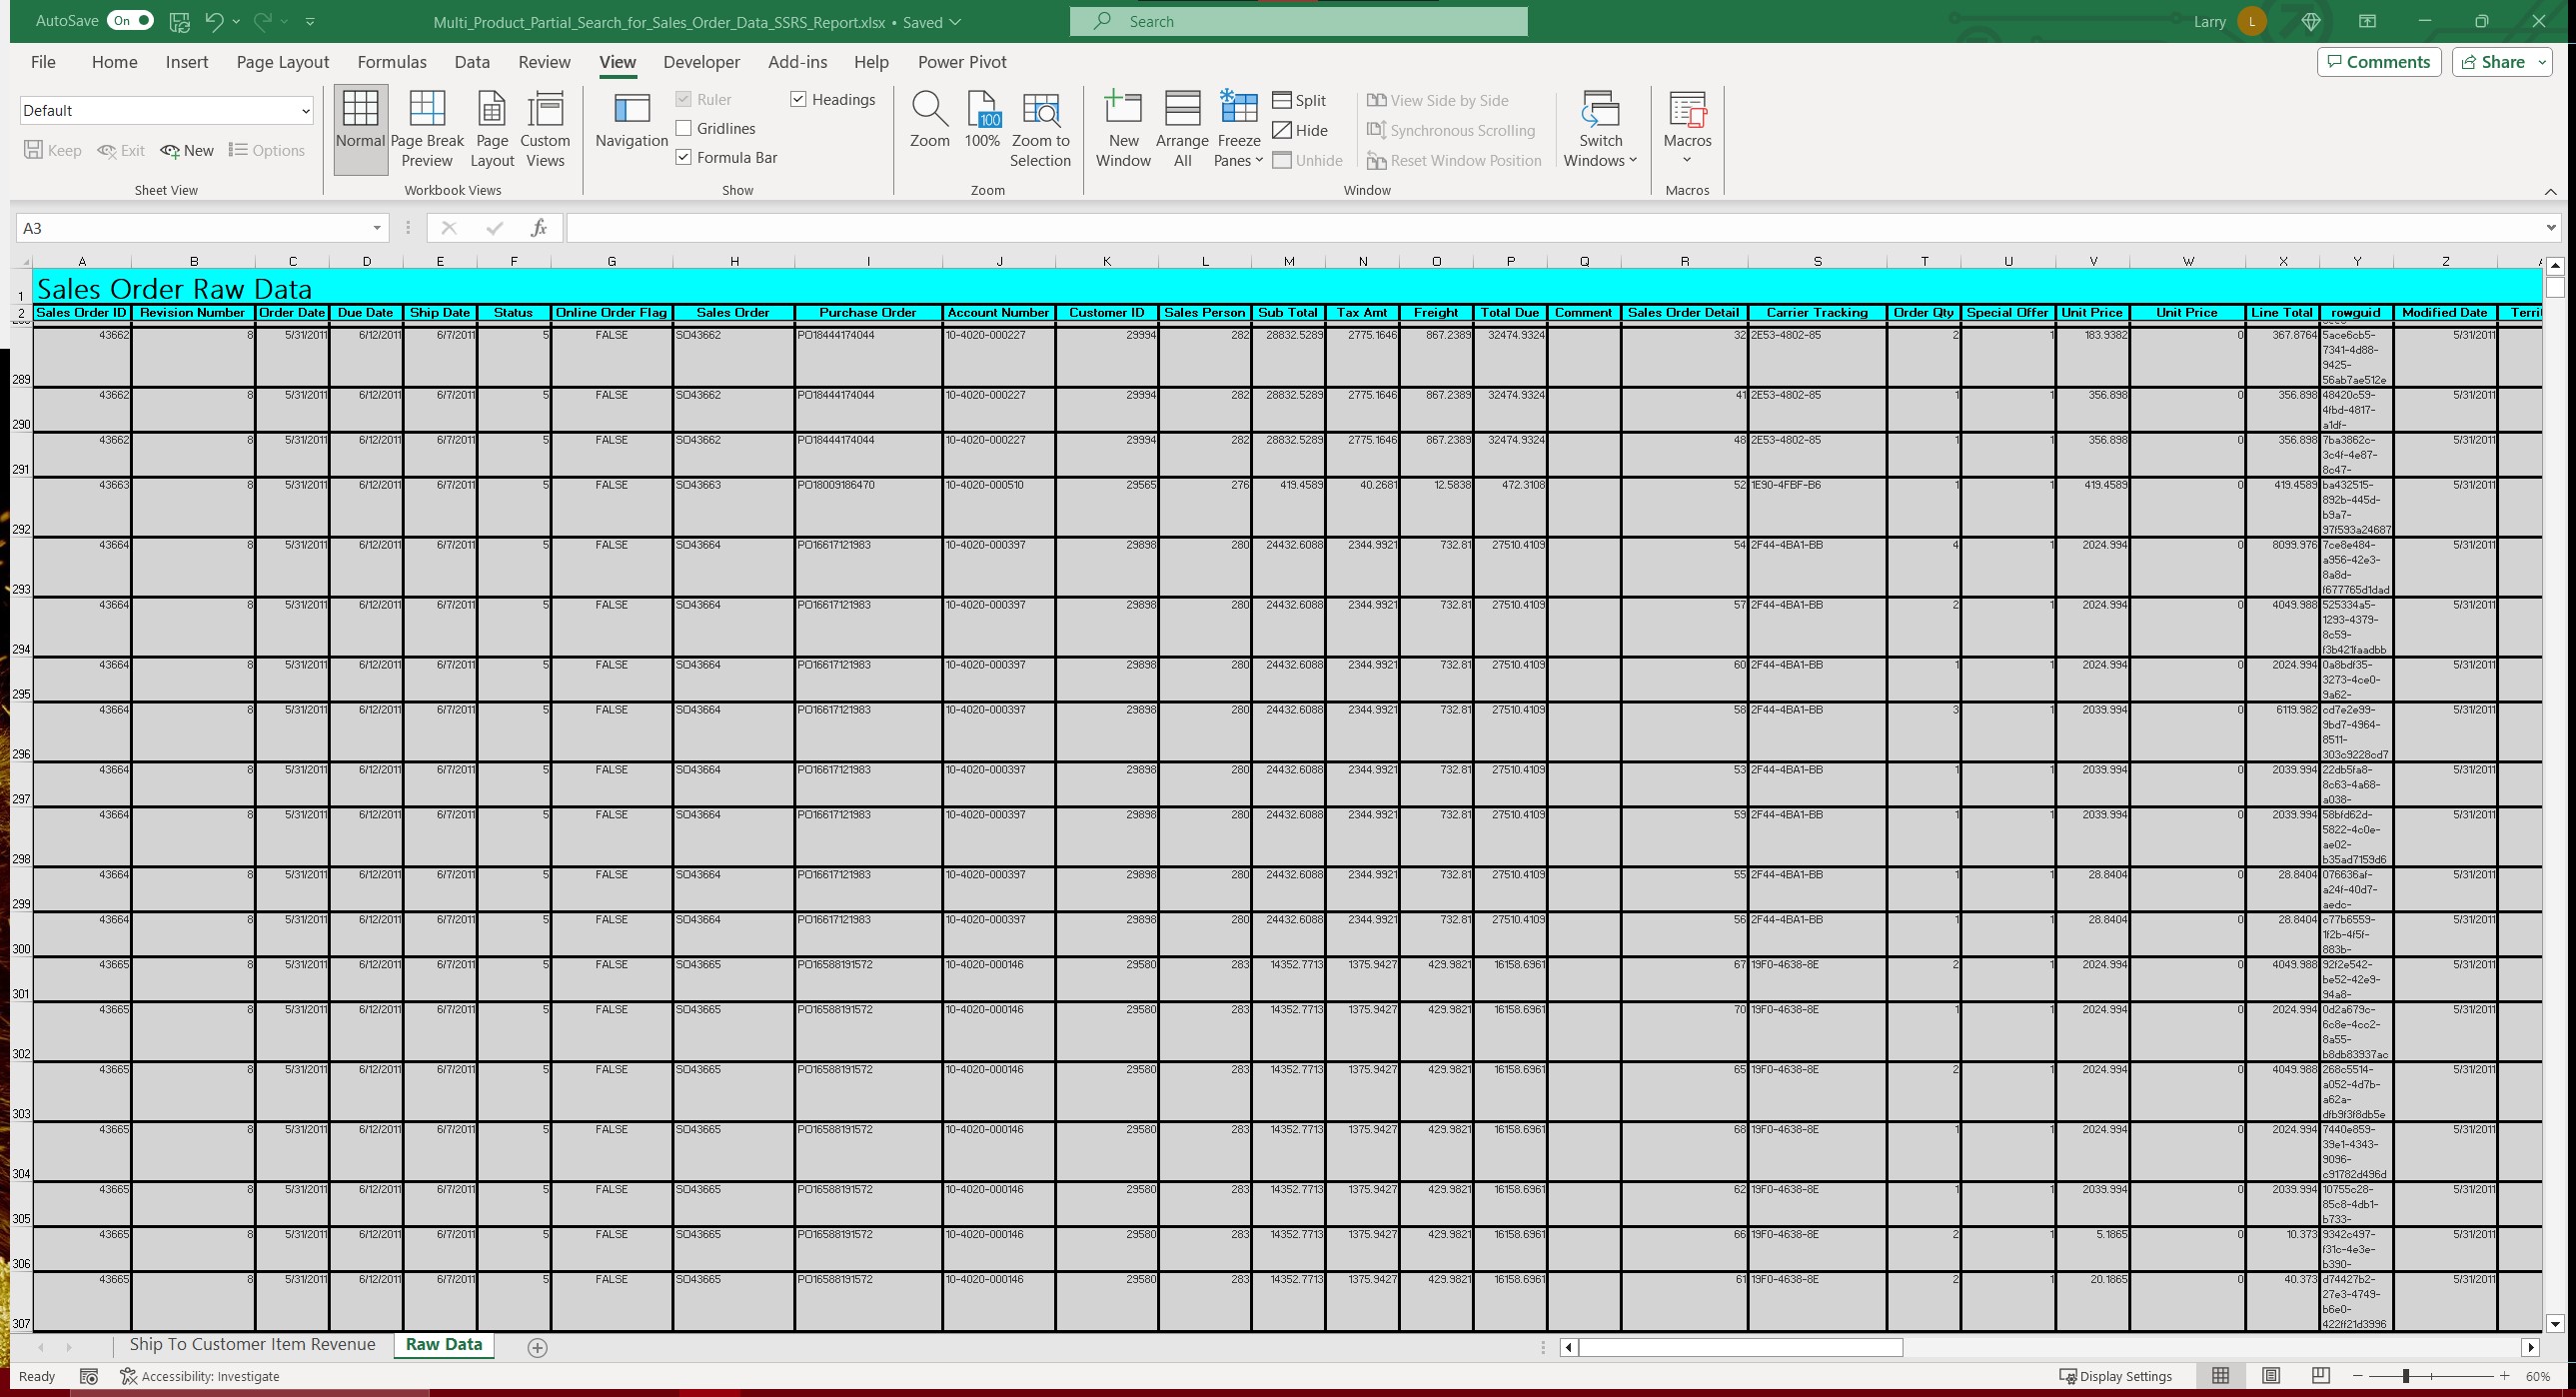 AutoSave On Multi_Product_Partial_Search_for_Sales_Order_Data_SSRS_Report.xlsx • Saved Search Larry L
File Home Insert Page Layout Formulas Data Review View Developer Add-ins Help Power Pivot Comments Share
Default Normal Page Break Preview Page Layout Custom Views Navigation Ruler Headings Zoom 100 100% Zoom to Selection New Window Arrange All Freeze Panes Split View Side by Side Switch Windows Macros
Gridlines Hide Synchronous Scrolling
Keep Exit New Options Formula Bar Unhide Reset Window Position
Sheet View Workbook Views Show Zoom Window Macros
A3 fx
A B C D E F G H I J K L M N O P Q R S T U V W X Y Z
1 Sales Order Raw Data
2 Sales Order ID Revision Number Order Date Due Date Ship Date Status Online Order Flag Sales Order Purchase Order Account Number Customer ID Sales Person Sub Total Tax Amt Freight Total Due Comment Sales Order Detail Carrier Tracking Order Qty Special Offer Unit Price Unit Price Line Total rowguid Modified Date Terri
289 43662 8 5/31/2011 6/12/2011 6/7/2011 5 FALSE SO43662 PO18444174044 10-4020-000227 29994 282 28832.5289 2775.1646 867.2389 32474.9324 32 2E53-4802-85 2 1 183.9382 0 367.8764 5ace6cb5-7341-4d88-9425-56ab7ae512e 5/31/2011
290 43662 8 5/31/2011 6/12/2011 6/7/2011 5 FALSE SO43662 PO18444174044 10-4020-000227 29994 282 28832.5289 2775.1646 867.2389 32474.9324 41 2E53-4802-85 1 1 356.898 0 356.898 48420c59-4fbd-4817-a1df- 5/31/2011
291 43662 8 5/31/2011 6/12/2011 6/7/2011 5 FALSE SO43662 PO18444174044 10-4020-000227 29994 282 28832.5289 2775.1646 867.2389 32474.9324 48 2E53-4802-85 1 1 356.898 0 356.898 7ba3862c-3c4f-4e87-8c47- 5/31/2011
292 43663 8 5/31/2011 6/12/2011 6/7/2011 5 FALSE SO43663 PO18009186470 10-4020-000510 29565 276 419.4589 40.2681 12.5838 472.3108 52 1E90-4FBF-B6 1 1 419.4589 0 419.4589 ba432515-892b-445d-b9a7-97f593a24687 5/31/2011
293 43664 8 5/31/2011 6/12/2011 6/7/2011 5 FALSE SO43664 PO16617121983 10-4020-000397 29898 280 24432.6088 2344.9921 732.81 27510.4109 54 2F44-4BA1-BB 4 1 2024.994 0 8099.976 7ce8e484-a956-42e3-8a8d-f677765d1dad 5/31/2011
294 43664 8 5/31/2011 6/12/2011 6/7/2011 5 FALSE SO43664 PO16617121983 10-4020-000397 29898 280 24432.6088 2344.9921 732.81 27510.4109 57 2F44-4BA1-BB 2 1 2024.994 0 4049.988 525334a5-1293-4379-8c59-f3b421faadbb 5/31/2011
295 43664 8 5/31/2011 6/12/2011 6/7/2011 5 FALSE SO43664 PO16617121983 10-4020-000397 29898 280 24432.6088 2344.9921 732.81 27510.4109 60 2F44-4BA1-BB 1 1 2024.994 0 2024.994 0a8bdf35-3273-4ce0-9a62- 5/31/2011
296 43664 8 5/31/2011 6/12/2011 6/7/2011 5 FALSE SO43664 PO16617121983 10-4020-000397 29898 280 24432.6088 2344.9921 732.81 27510.4109 58 2F44-4BA1-BB 3 1 2039.994 0 6119.982 cd7e2e99-9bd7-4964-8511-303c9228cd7 5/31/2011
297 43664 8 5/31/2011 6/12/2011 6/7/2011 5 FALSE SO43664 PO16617121983 10-4020-000397 29898 280 24432.6088 2344.9921 732.81 27510.4109 53 2F44-4BA1-BB 1 1 2039.994 0 2039.994 22db5fa8-8c63-4a68-a038- 5/31/2011
298 43664 8 5/31/2011 6/12/2011 6/7/2011 5 FALSE SO43664 PO16617121983 10-4020-000397 29898 280 24432.6088 2344.9921 732.81 27510.4109 59 2F44-4BA1-BB 1 1 2039.994 0 2039.994 58bfd62d-5822-4c0e-ae02-b35ad7159d6 5/31/2011
299 43664 8 5/31/2011 6/12/2011 6/7/2011 5 FALSE SO43664 PO16617121983 10-4020-000397 29898 280 24432.6088 2344.9921 732.81 27510.4109 55 2F44-4BA1-BB 1 1 28.8404 0 28.8404 076636af-a24f-40d7-aedc- 5/31/2011
300 43664 8 5/31/2011 6/12/2011 6/7/2011 5 FALSE SO43664 PO16617121983 10-4020-000397 29898 280 24432.6088 2344.9921 732.81 27510.4109 56 2F44-4BA1-BB 1 1 28.8404 0 28.8404 c77b6559-1f2b-4f5f-883b- 5/31/2011
301 43665 8 5/31/2011 6/12/2011 6/7/2011 5 FALSE SO43665 PO16588191572 10-4020-000146 29580 283 14352.7713 1375.9427 429.9821 16158.6961 67 19F0-4638-8E 2 1 2024.994 0 4049.988 92f2e542-be52-42e9-94a8- 5/31/2011
302 43665 8 5/31/2011 6/12/2011 6/7/2011 5 FALSE SO43665 PO16588191572 10-4020-000146 29580 283 14352.7713 1375.9427 429.9821 16158.6961 70 19F0-4638-8E 1 1 2024.994 0 2024.994 0d2a679c-6c8e-4cc2-8a55-b8db83937ac 5/31/2011
303 43665 8 5/31/2011 6/12/2011 6/7/2011 5 FALSE SO43665 PO16588191572 10-4020-000146 29580 283 14352.7713 1375.9427 429.9821 16158.6961 65 19F0-4638-8E 2 1 2024.994 0 4049.988 268c5514-a052-4d7b-a62a-dfb9f3f8db5e 5/31/2011
304 43665 8 5/31/2011 6/12/2011 6/7/2011 5 FALSE SO43665 PO16588191572 10-4020-000146 29580 283 14352.7713 1375.9427 429.9821 16158.6961 68 19F0-4638-8E 1 1 2024.994 0 2024.994 7440e859-39e1-4343-9096-c91782d496d 5/31/2011
305 43665 8 5/31/2011 6/12/2011 6/7/2011 5 FALSE SO43665 PO16588191572 10-4020-000146 29580 283 14352.7713 1375.9427 429.9821 16158.6961 62 19F0-4638-8E 1 1 2039.994 0 2039.994 10755c28-85c8-4db1-b733- 5/31/2011
306 43665 8 5/31/2011 6/12/2011 6/7/2011 5 FALSE SO43665 PO16588191572 10-4020-000146 29580 283 14352.7713 1375.9427 429.9821 16158.6961 66 19F0-4638-8E 2 1 5.1865 0 10.373 9342c497-f31c-4e3e-b390- 5/31/2011
307 43665 8 5/31/2011 6/12/2011 6/7/2011 5 FALSE SO43665 PO16588191572 10-4020-000146 29580 283 14352.7713 1375.9427 429.9821 16158.6961 61 19F0-4638-8E 2 1 20.1865 0 40.373 d74427b2-27e3-4749-b6e0-422ff21d3996 5/31/2011
Ship To Customer Item Revenue Raw Data
Ready Accessibility: Investigate Display Settings 60%